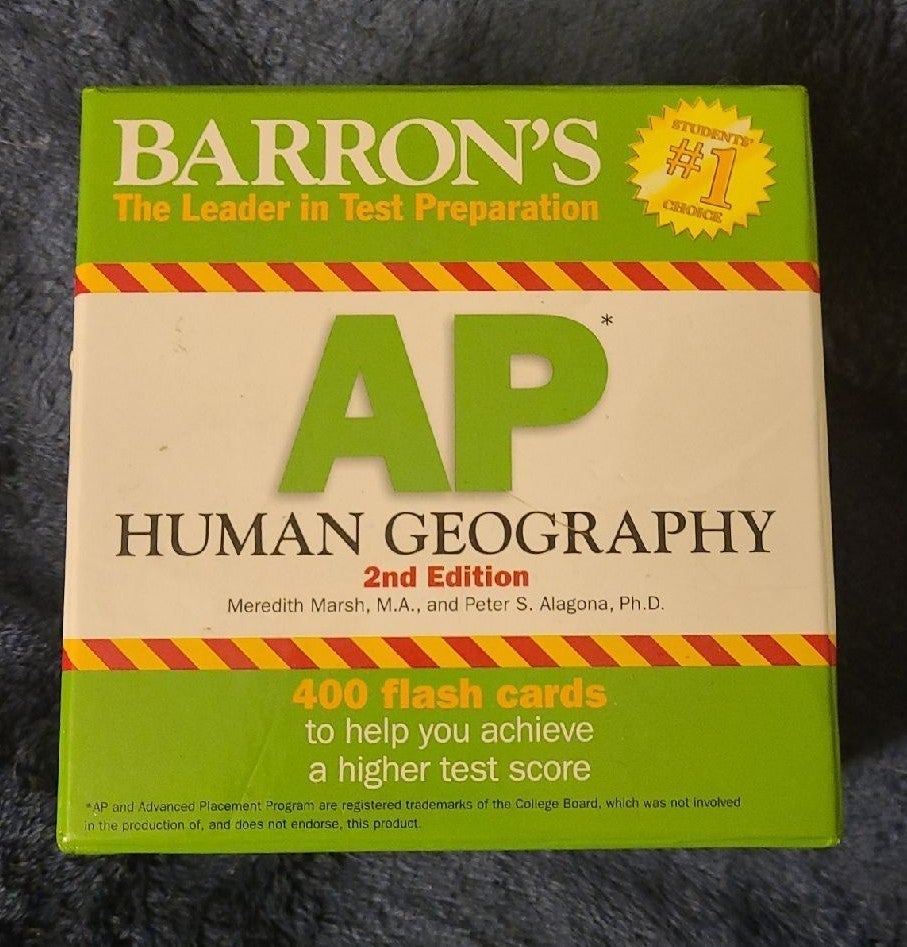 BARRON'S
The Leader in Test Preparation
STUDENTS'
#1
CHOICE
AP*
HUMAN GEOGRAPHY
2nd Edition
Meredith Marsh, M.A., and Peter S. Alagona, Ph.D.
400 flash cards
to help you achieve
a higher test score
*AP and Advanced Placement Program are registered trademarks of the College Board, which was not involved
in the production of, and does not endorse, this product.